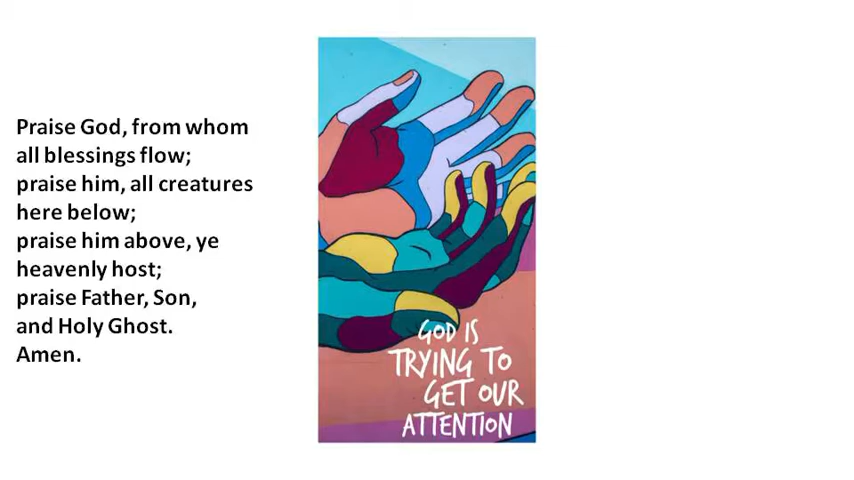 Praise God, from whom
all blessings flow;
praise him, all creatures
here below;
praise him above, ye
heavenly host;
praise Father, Son,
and Holy Ghost.
Amen.
GOD IS
TRYING TO
GET OUR
ATTENTION